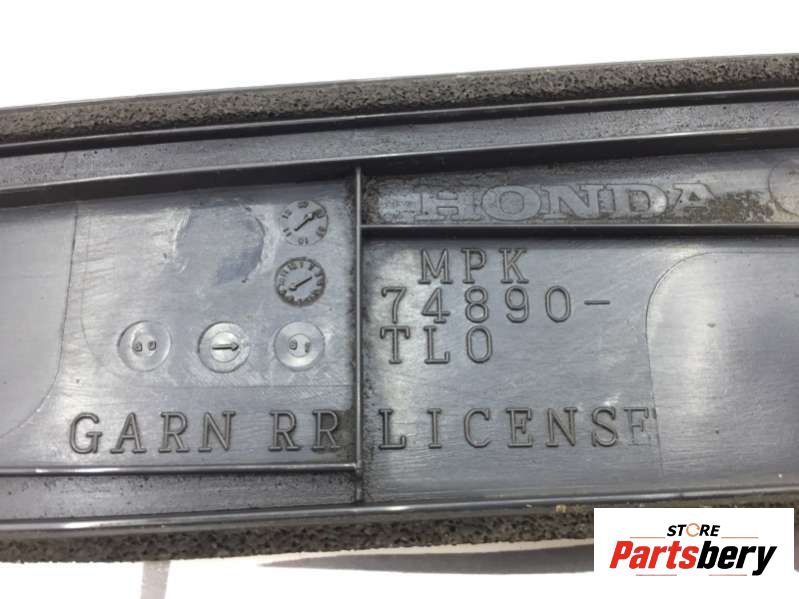 HONDA
MPK
74890-
TL0
GARN RR LICENSE
STORE
Partsbery